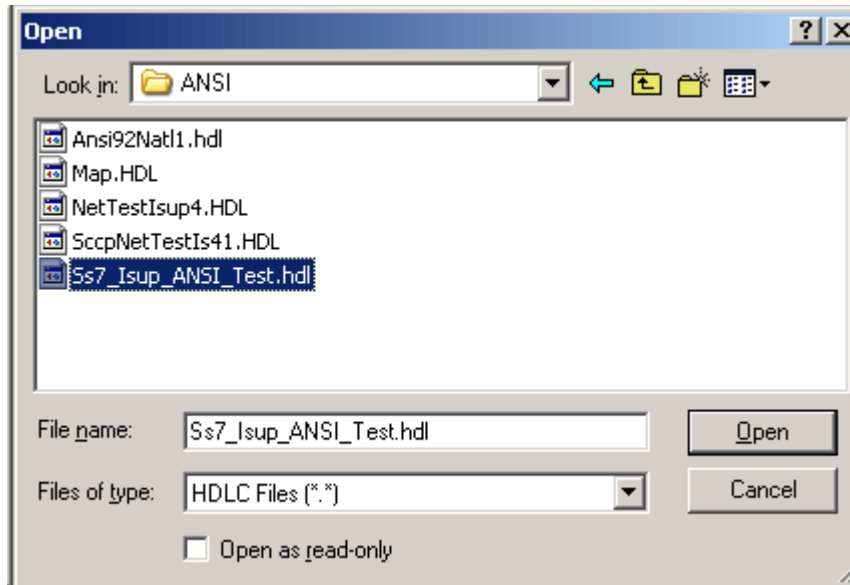 Open
Look in: ANSI
Ansi92Natl1.hdl
Map.HDL
NetTestIsup4.HDL
SccpNetTestIs41.HDL
Ss7_Isup_ANSI_Test.hdl
File name: Ss7_Isup_ANSI_Test.hdl Open
Files of type: HDLC Files (*.*) Cancel
Open as read-only